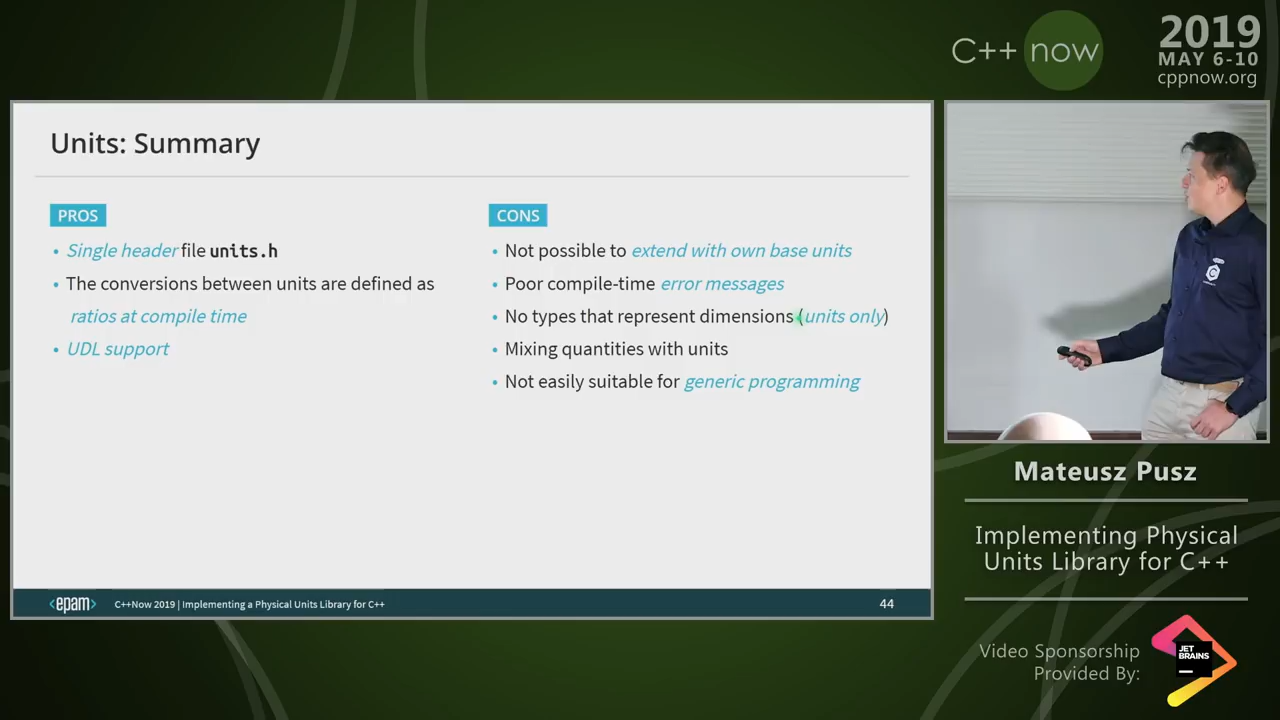 C++ now
2019
MAY 6-10
cppnow.org
Units: Summary
PROS
• Single header file units.h
• The conversions between units are defined as
ratios at compile time
• UDL support
CONS
• Not possible to extend with own base units
• Poor compile-time error messages
• No types that represent dimensions (units only)
• Mixing quantities with units
• Not easily suitable for generic programming
<epam>
C++Now 2019 | Implementing a Physical Units Library for C++
44
Mateusz Pusz
Implementing Physical
Units Library for C++
Video Sponsorship
Provided By:
JET
BRAINS